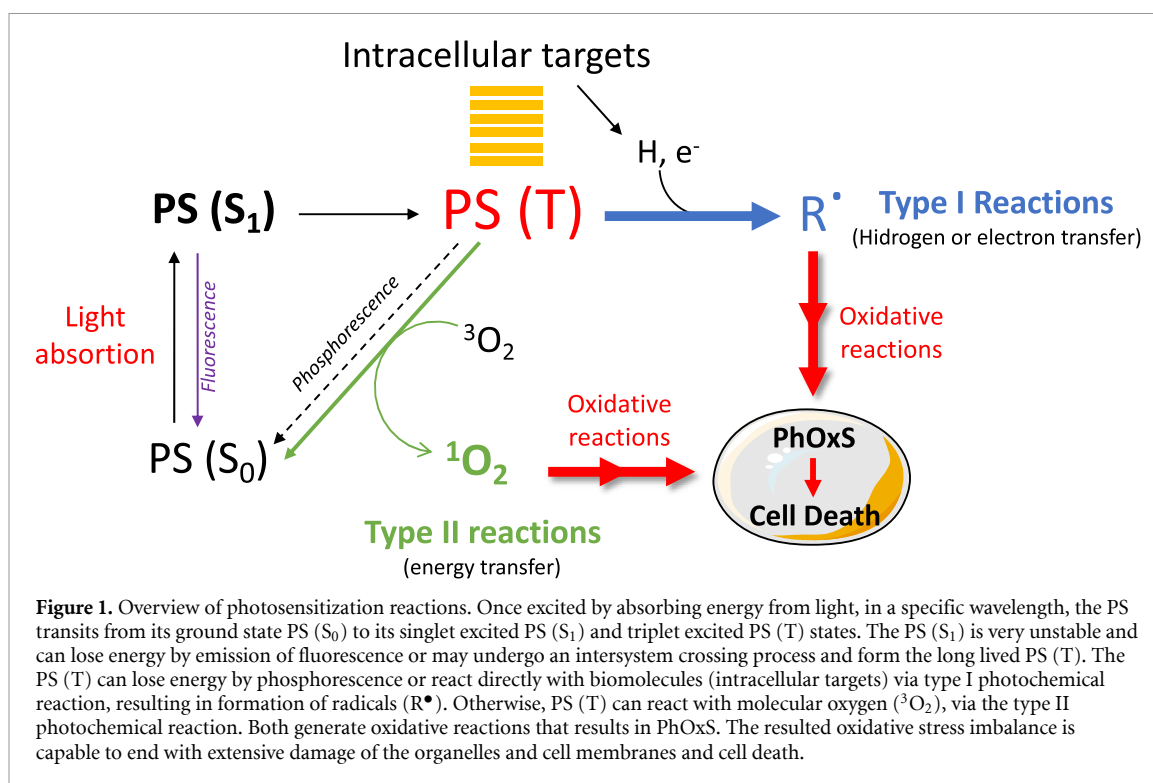 Intracellular targets
H, e⁻
PS (S₁)
PS (T)
R•
Type I Reactions
(Hidrogen or electron transfer)
Light
absortion
Fluorescence
Phosphorescence
³O₂
Oxidative
reactions
Oxidative
reactions
PS (S₀)
¹O₂
PhOxS
Cell Death
Type II reactions
(energy transfer)
Figure 1. Overview of photosensitization reactions. Once excited by absorbing energy from light, in a specific wavelength, the PS
transits from its ground state PS (S₀) to its singlet excited PS (S₁) and triplet excited PS (T) states. The PS (S₁) is very unstable and
can lose energy by emission of fluorescence or may undergo an intersystem crossing process and form the long lived PS (T). The
PS (T) can lose energy by phosphorescence or react directly with biomolecules (intracellular targets) via type I photochemical
reaction, resulting in formation of radicals (R•). Otherwise, PS (T) can react with molecular oxygen (³O₂), via the type II
photochemical reaction. Both generate oxidative reactions that results in PhOxS. The resulted oxidative stress imbalance is
capable to end with extensive damage of the organelles and cell membranes and cell death.